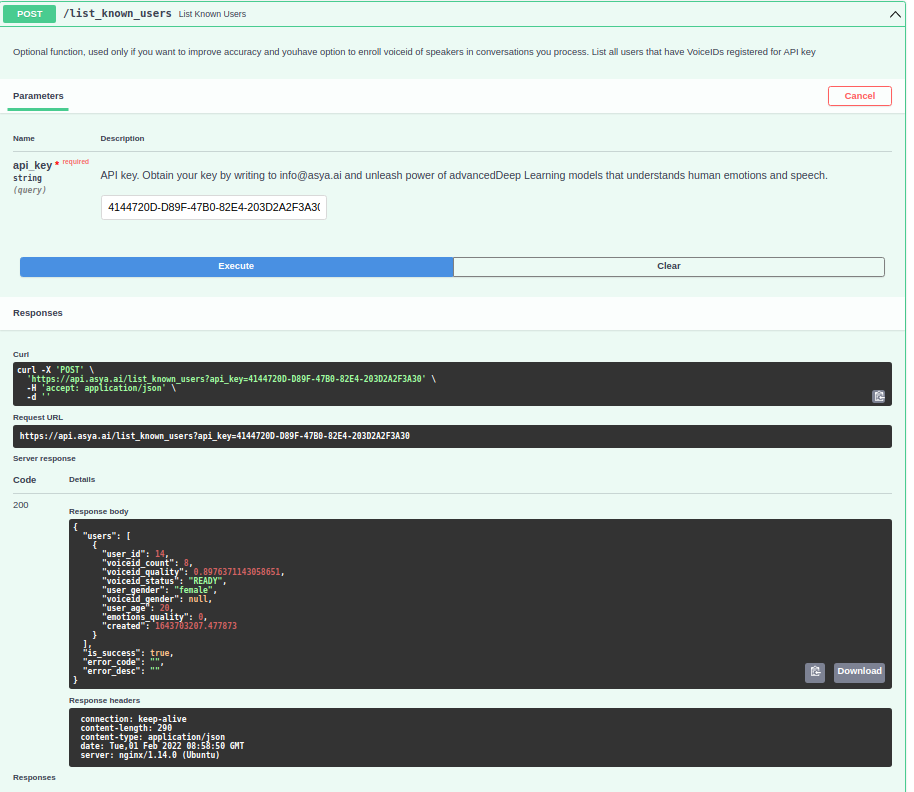 POST /list_known_users List Known Users
Optional function, used only if you want to improve accuracy and youhave option to enroll voiceid of speakers in conversations you process. List all users that have VoiceIDs registered for API key
Parameters
Cancel
Name Description
api_key * required
string
(query)
API key. Obtain your key by writing to info@asya.ai and unleash power of advancedDeep Learning models that understands human emotions and speech.
4144720D-D89F-47B0-82E4-203D2A2F3A3(
Execute Clear
Responses
Curl
curl -X 'POST' \
'https://api.asya.ai/list_known_users?api_key=4144720D-D89F-47B0-82E4-203D2A2F3A30' \
-H 'accept: application/json' \
-d ''
Request URL
https://api.asya.ai/list_known_users?api_key=4144720D-D89F-47B0-82E4-203D2A2F3A30
Server response
Code Details
200
Response body
{
"users": [
{
"user_id": 14,
"voiceid_count": 8,
"voiceid_quality": 0.8976371143058651,
"voiceid_status": "READY",
"user_gender": "female",
"voiceid_gender": null,
"user_age": 20,
"emotions_quality": 0,
"created": 1643703207.477873
}
],
"is_success": true,
"error_code": "",
"error_desc": ""
}
Download
Response headers
connection: keep-alive
content-length: 290
content-type: application/json
date: Tue,01 Feb 2022 08:58:50 GMT
server: nginx/1.14.0 (Ubuntu)
Responses